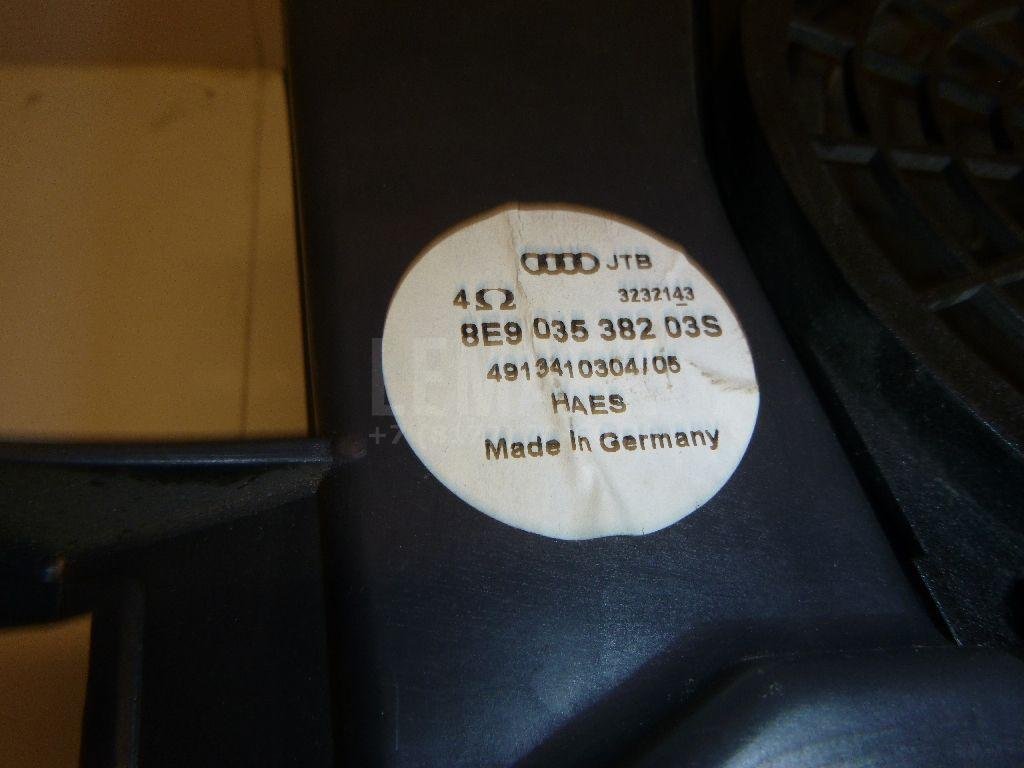 JTB
4Ω 3232143
8E9 035 382 03S
4913410304/05
HAES
Made In Germany